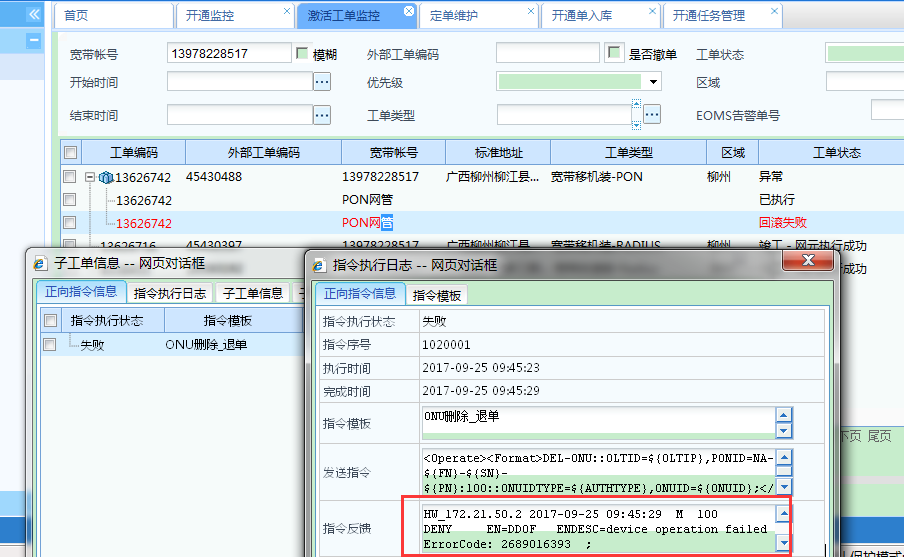 首页 开通监控 激活工单监控 定单维护 开通单入库 开通任务管理
宽带帐号 13978228517 模糊 外部工单编码 是否撤单 工单状态
开始时间 优先级 区域
结束时间 工单类型 EOMS告警单号
工单编码 外部工单编码 宽带帐号 标准地址 工单类型 区域 工单状态
13626742 45430488 13978228517 广西柳州柳江县... 宽带移机装-PON 柳州 异常
13626742 PON网管 已执行
13626742 PON网管 回滚失败
13626716 45430397 13978228517 广西柳州柳江县 宽带移机装-RADIUS 柳州 竣工 - 网元执行成功
子工单信息 -- 网页对话框
正向指令信息 指令执行日志 子工单信息
指令执行状态 指令模板
失败 ONU删除_退单
指令执行日志 -- 网页对话框
正向指令信息 指令模板
指令执行状态 失败
指令序号 1020001
执行时间 2017-09-25 09:45:23
完成时间 2017-09-25 09:45:29
指令模板 ONU删除_退单
发送指令 <Operate><Format>DEL-ONU::OLTID=${OLTIP},PONID=NA-
${FN}-${SN}-
${PN}:100::ONUIDTYPE=${AUTHTYPE},ONUID=${ONUID};</
指令反馈 HW_172.21.50.2 2017-09-25 09:45:29 M 100
DENY EN=DDOF ENDESC=device operation failed
ErrorCode: 2689016393 ;
下页 尾页